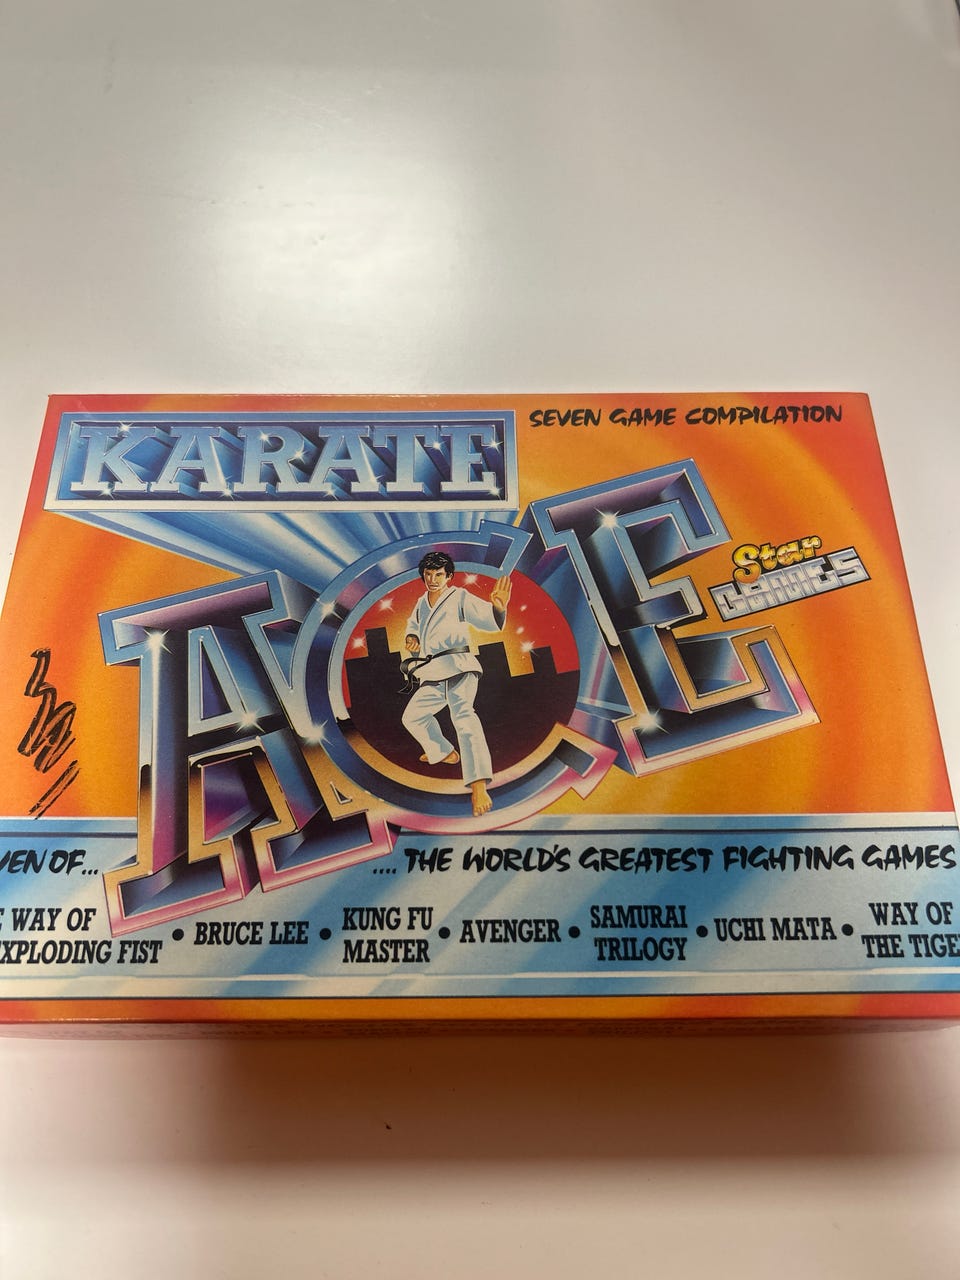 KARATE
SEVEN GAME COMPILATION
ACE
Star
GAMES
VEN OF...
.... THE WORLD'S GREATEST FIGHTING GAMES
E WAY OF
XPLODING FIST • BRUCE LEE • KUNG FU
MASTER • AVENGER • SAMURAI
TRILOGY • UCHI MATA • WAY OF
THE TIGE